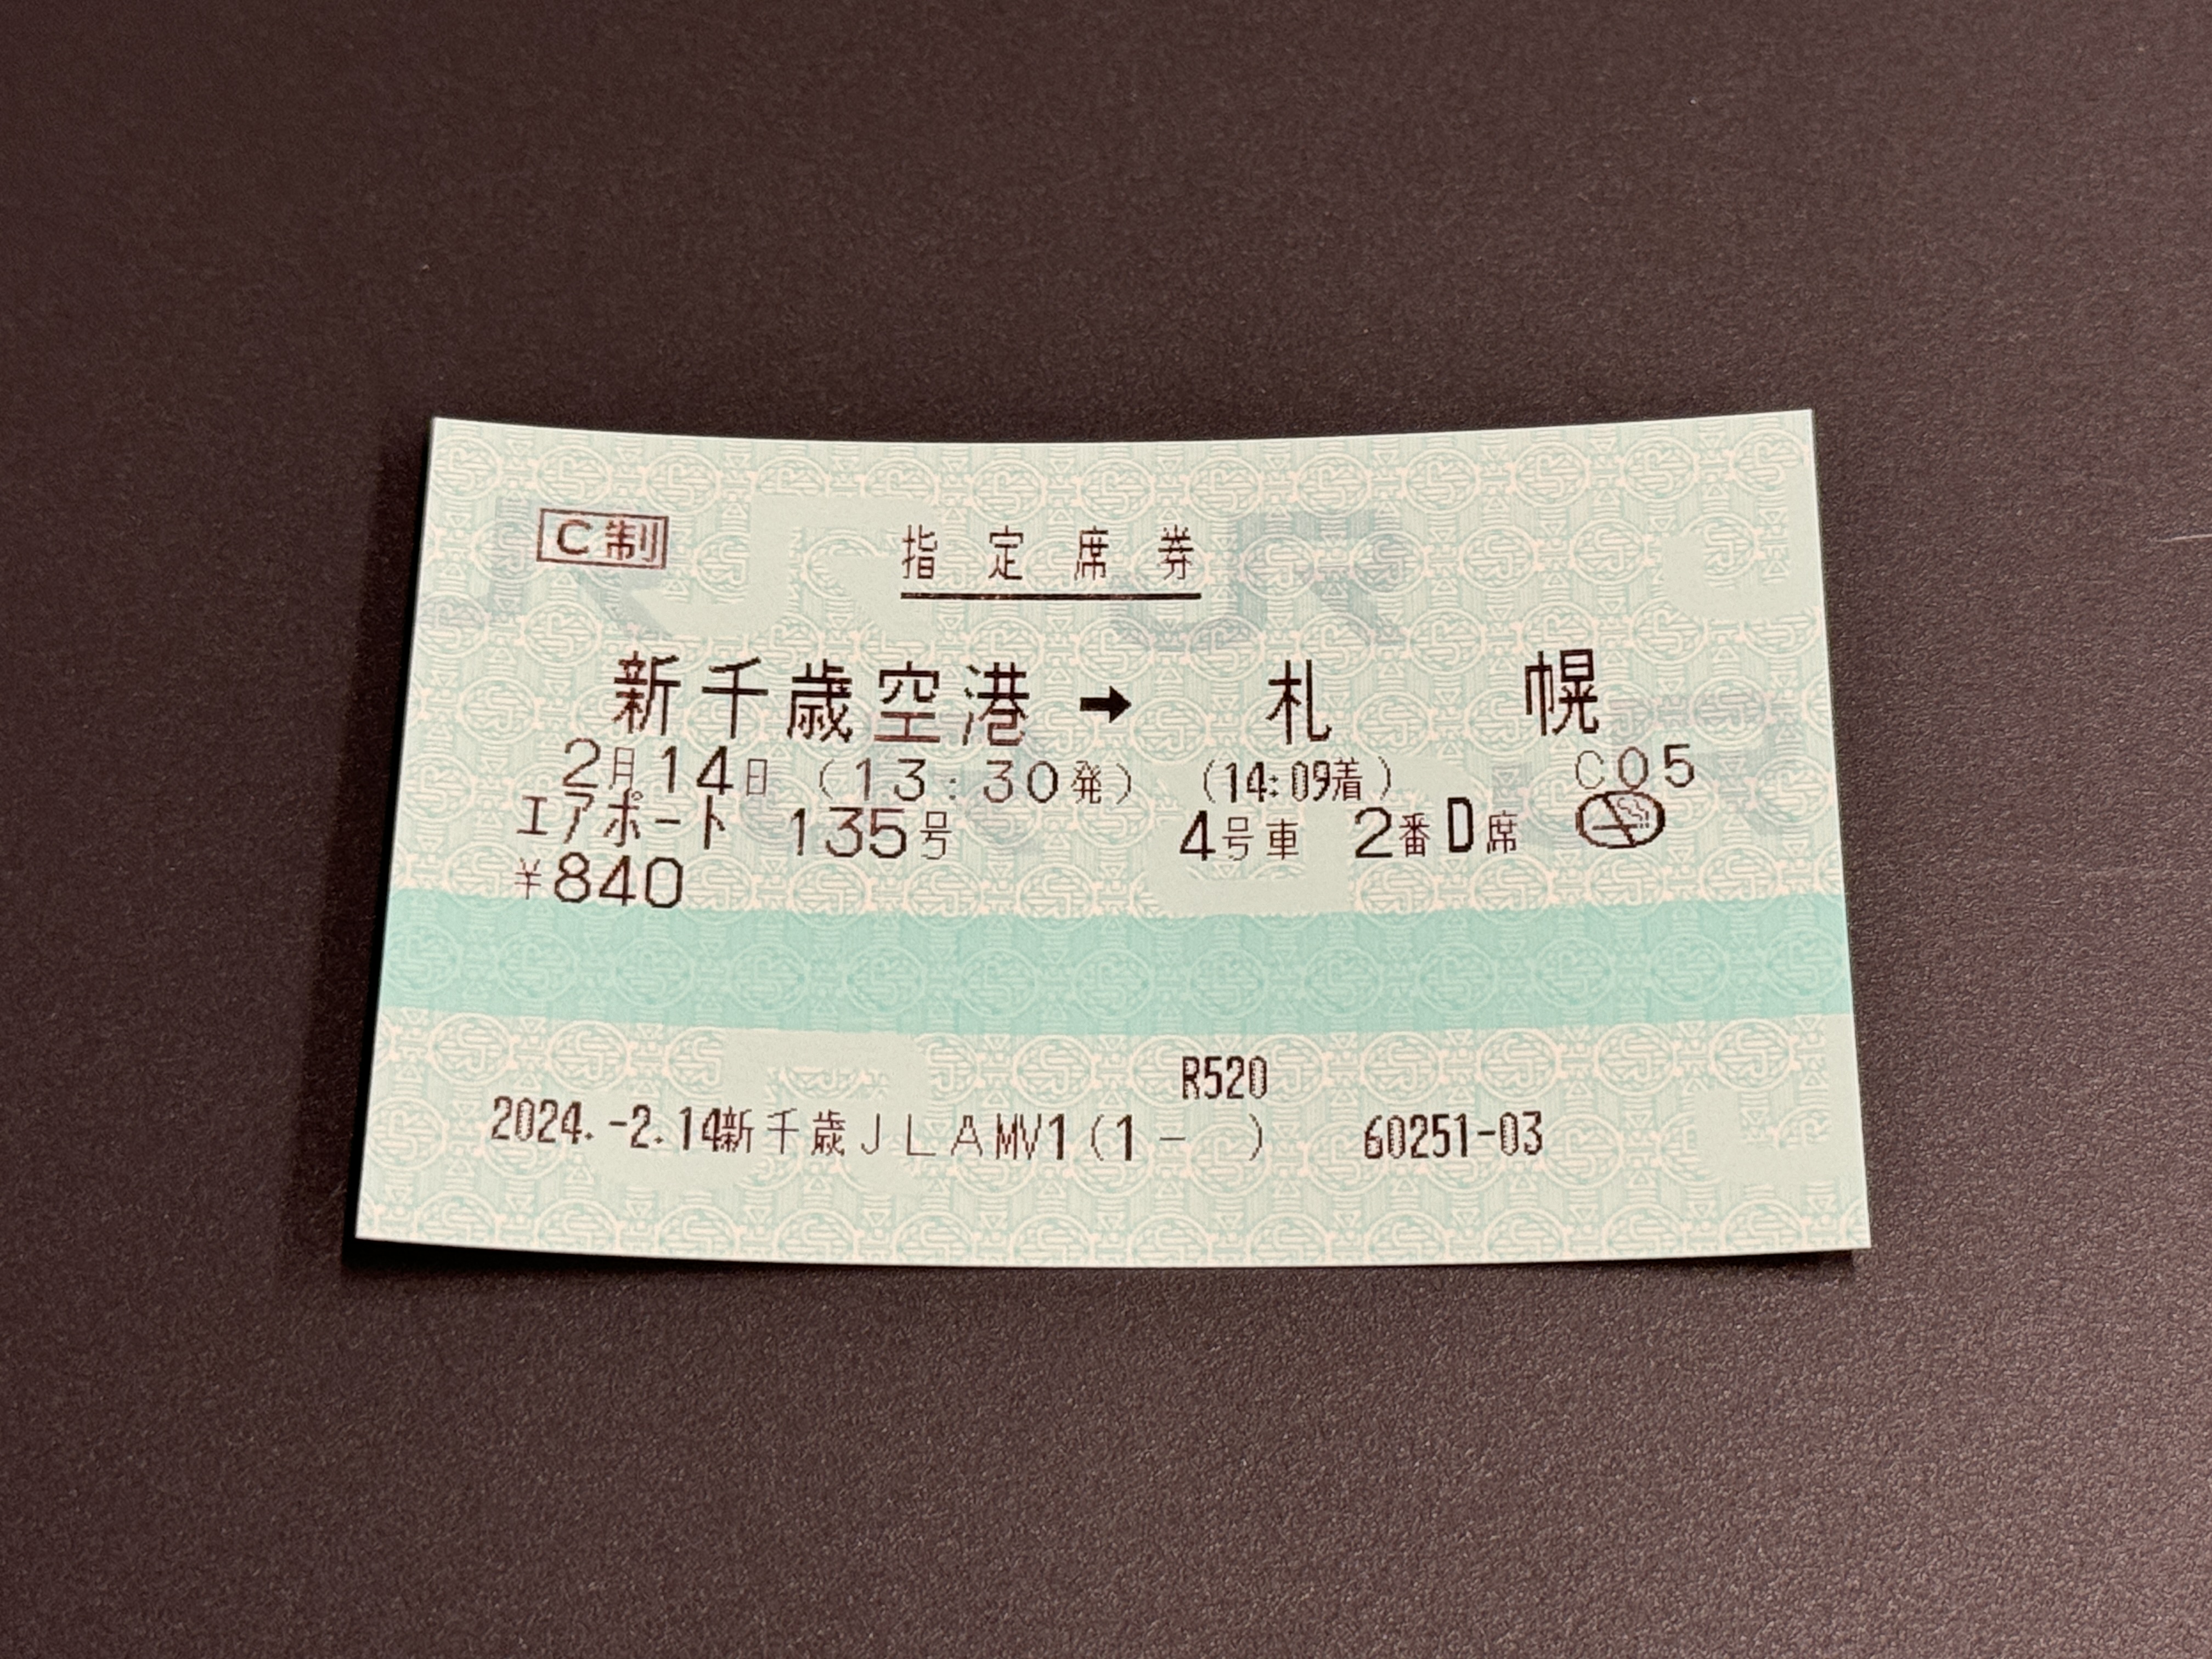 C制 指定席券
新千歳空港 → 札幌
2月14日 (13:30発) (14:09着) C05
エアポート 135号 4号車 2番D席
¥840
R520
2024.-2.14新千歳JLAMV1(1- ) 60251-03